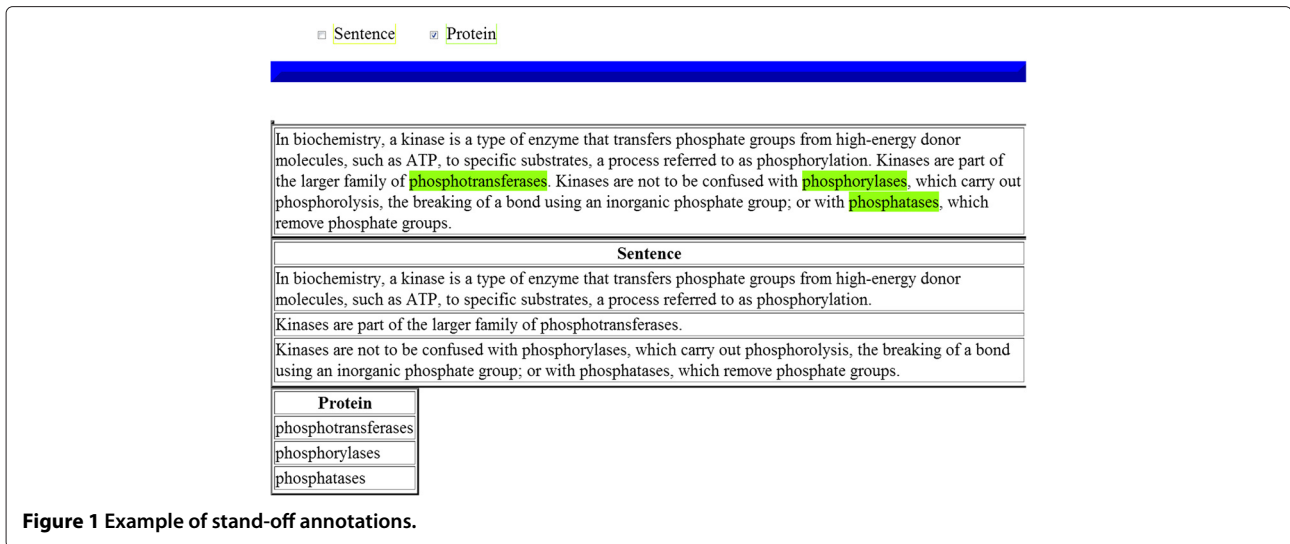 Sentence Protein
In biochemistry, a kinase is a type of enzyme that transfers phosphate groups from high-energy donor
molecules, such as ATP, to specific substrates, a process referred to as phosphorylation. Kinases are part of
the larger family of phosphotransferases. Kinases are not to be confused with phosphorylases, which carry out
phosphorolysis, the breaking of a bond using an inorganic phosphate group; or with phosphatases, which
remove phosphate groups.
Sentence
In biochemistry, a kinase is a type of enzyme that transfers phosphate groups from high-energy donor
molecules, such as ATP, to specific substrates, a process referred to as phosphorylation.
Kinases are part of the larger family of phosphotransferases.
Kinases are not to be confused with phosphorylases, which carry out phosphorolysis, the breaking of a bond
using an inorganic phosphate group; or with phosphatases, which remove phosphate groups.
Protein
phosphotransferases
phosphorylases
phosphatases
Figure 1 Example of stand-off annotations.